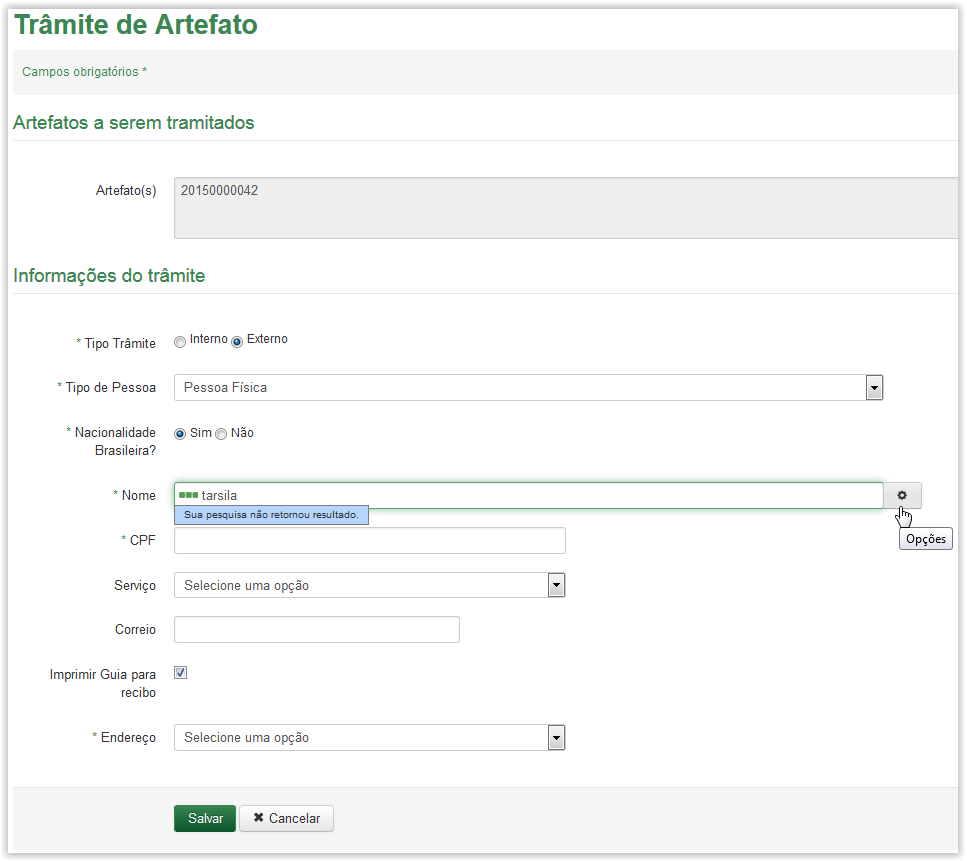 Trâmite de Artefato
Campos obrigatórios *
Artefatos a serem tramitados
Artefato(s) 20150000042
Informações do trâmite
* Tipo Trâmite Interno Externo
* Tipo de Pessoa Pessoa Física
* Nacionalidade
Brasileira? Sim Não
* Nome tarsila
Sua pesquisa não retornou resultado.
Opções
* CPF
Serviço Selecione uma opção
Correio
Imprimir Guia para
recibo
* Endereço Selecione uma opção
Salvar Cancelar